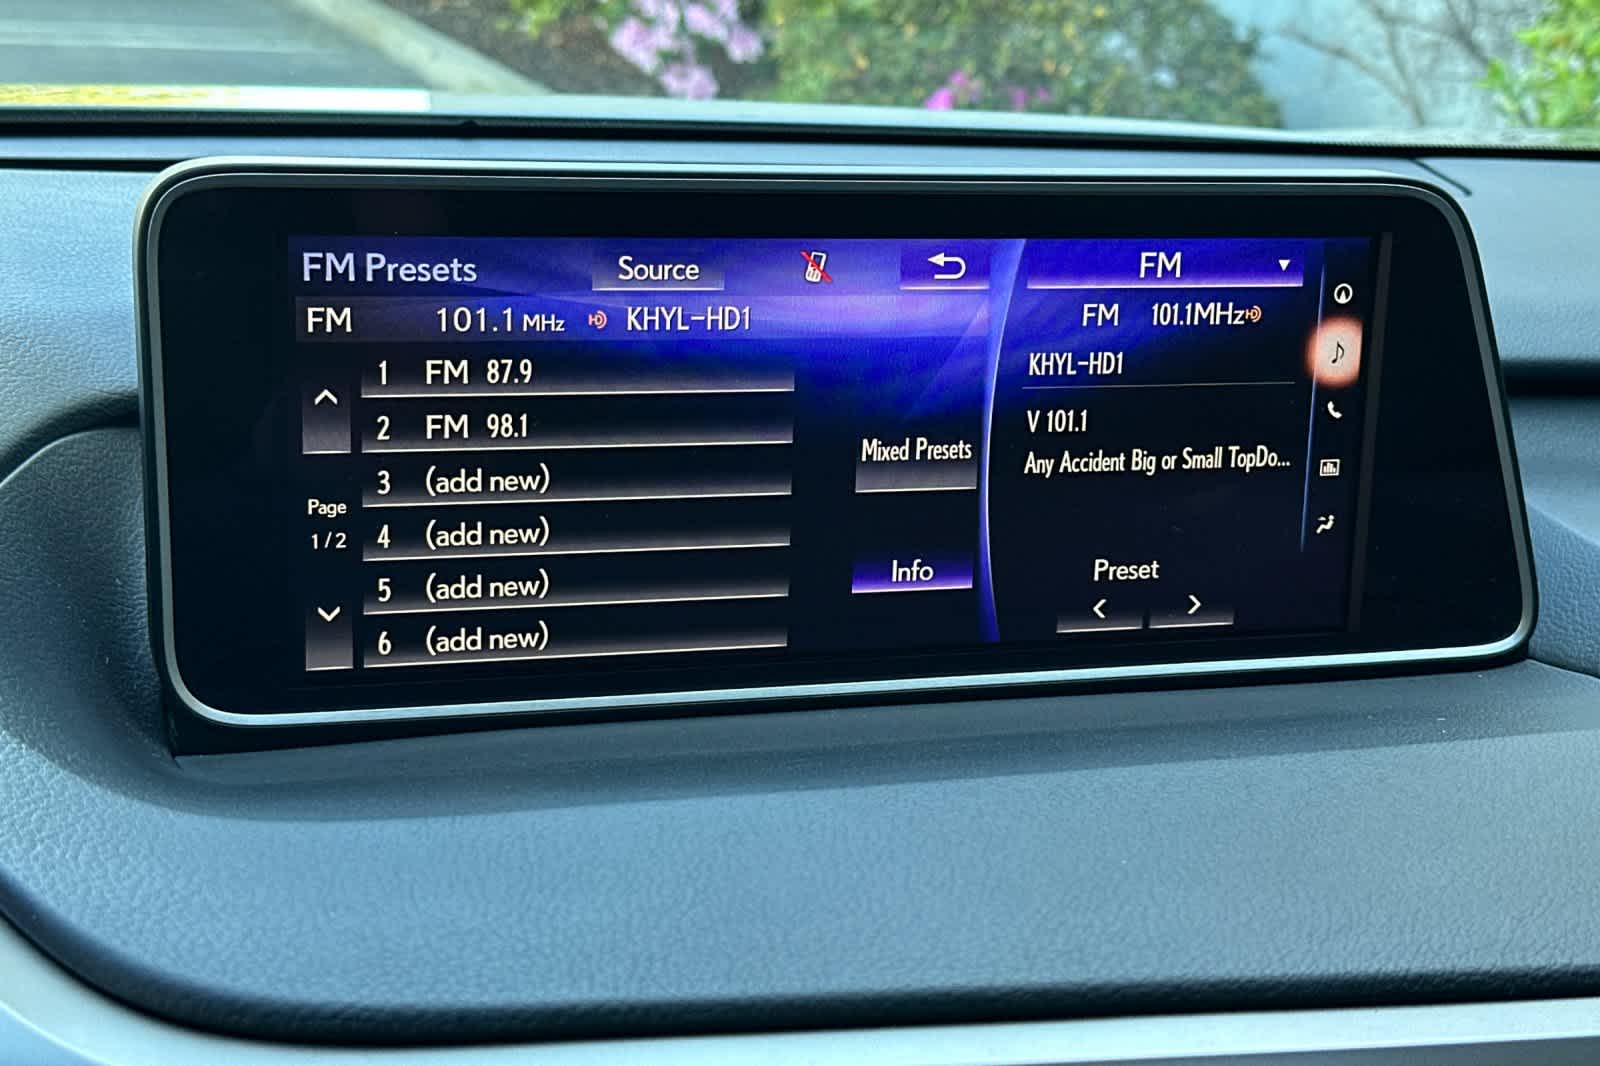 FM Presets
Source
FM 101.1 MHz KHYL-HD1
1 FM 87.9
2 FM 98.1
3 (add new)
4 (add new)
5 (add new)
6 (add new)
Page
1/2
Mixed Presets
Info
FM
FM 101.1MHz
KHYL-HD1
V 101.1
Any Accident Big or Small TopDo...
Preset